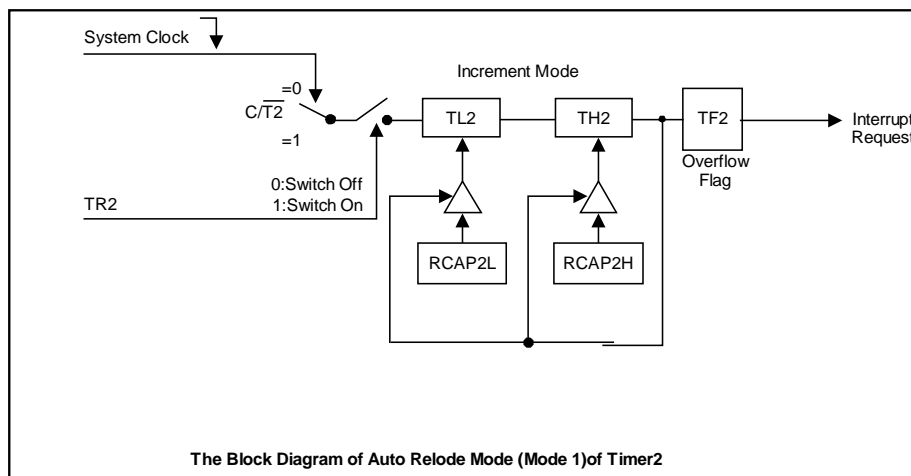 System Clock
Increment Mode
=0
C/T2
=1
TL2
TH2
TF2
Interrupt
Request
Overflow
Flag
0:Switch Off
1:Switch On
TR2
RCAP2L
RCAP2H
The Block Diagram of Auto Relode Mode (Mode 1)of Timer2